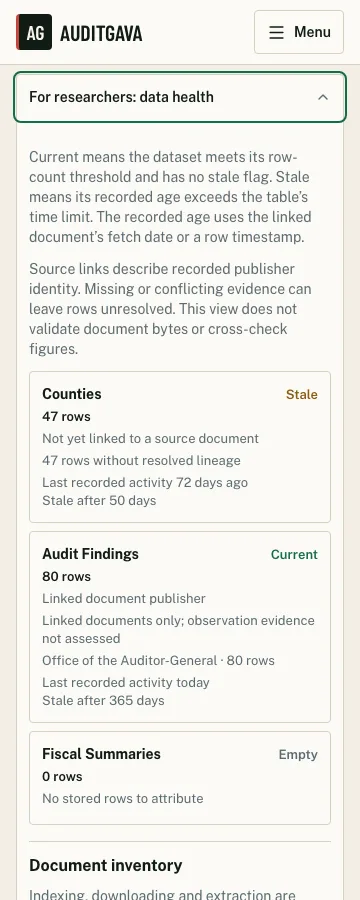 AG AUDITGAVA
Menu
For researchers: data health
Current means the dataset meets its row-
count threshold and has no stale flag. Stale
means its recorded age exceeds the table’s
time limit. The recorded age uses the linked
document’s fetch date or a row timestamp.
Source links describe recorded publisher
identity. Missing or conflicting evidence can
leave rows unresolved. This view does not
validate document bytes or cross-check
figures.
Counties
Stale
47 rows
Not yet linked to a source document
47 rows without resolved lineage
Last recorded activity 72 days ago
Stale after 50 days
Audit Findings
Current
80 rows
Linked document publisher
Linked documents only; observation evidence
not assessed
Office of the Auditor-General · 80 rows
Last recorded activity today
Stale after 365 days
Fiscal Summaries
Empty
0 rows
No stored rows to attribute
Document inventory
Indexing, downloading and extraction are